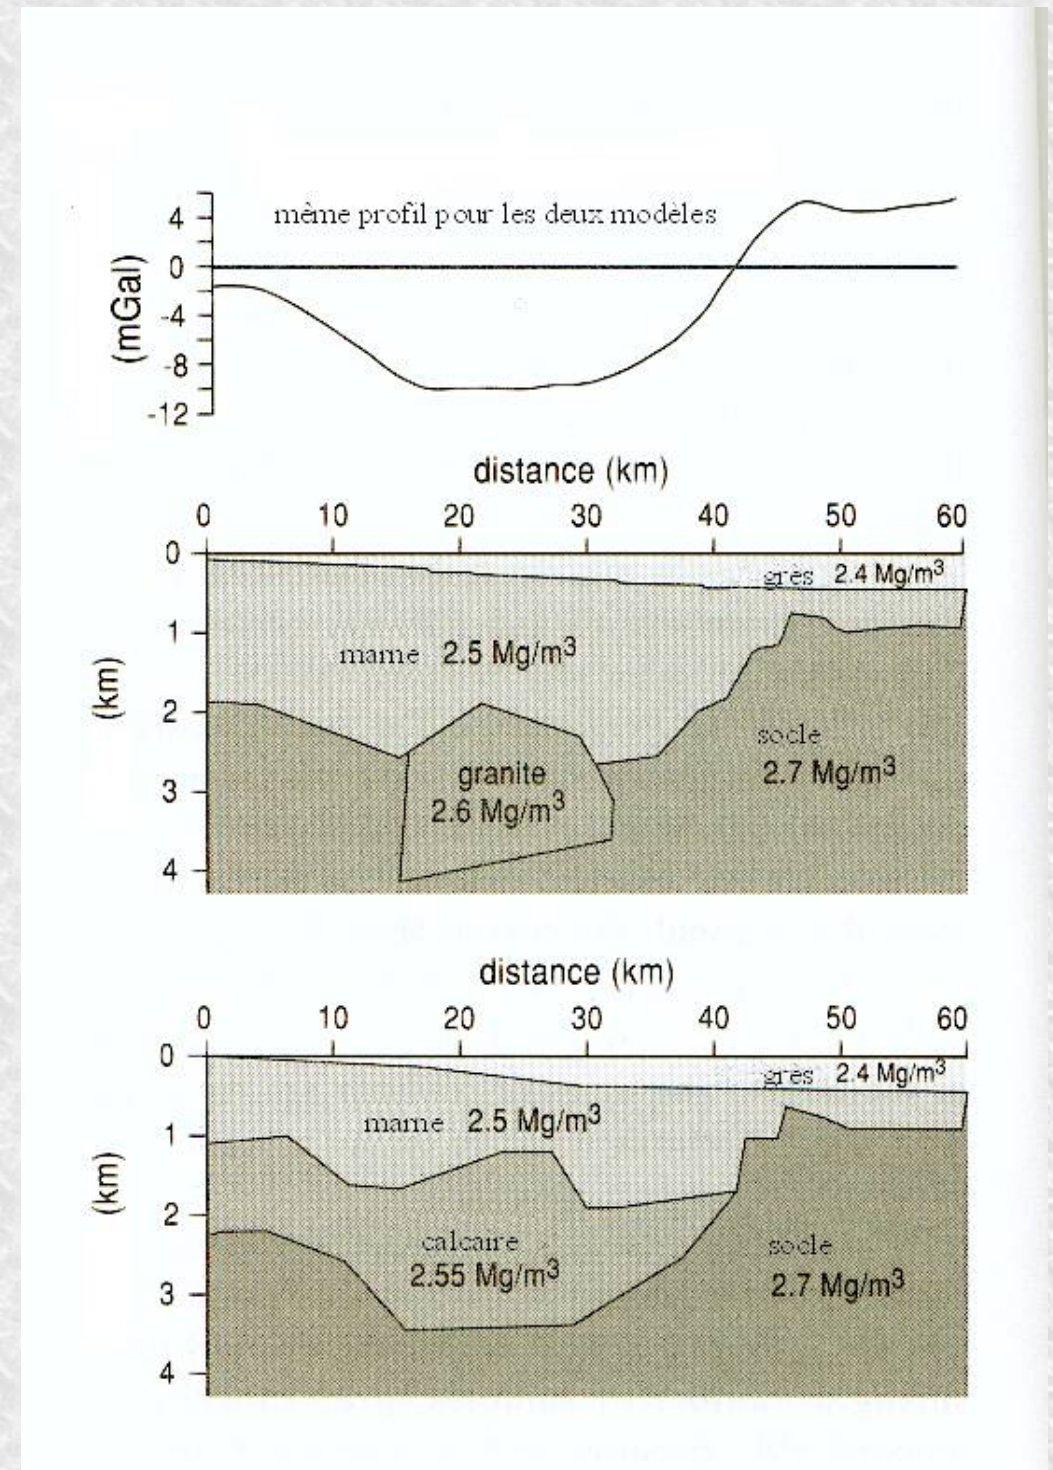 même profil pour les deux modèles
4
0
-4
-8
-12
(mGal)
distance (km)
0 10 20 30 40 50 60
0
1
2
3
4
(km)
grès 2.4 Mg/m³
marne 2.5 Mg/m³
socle
2.7 Mg/m³
granite
2.6 Mg/m³
distance (km)
0 10 20 30 40 50 60
0
1
2
3
4
(km)
grès 2.4 Mg/m³
marne 2.5 Mg/m³
calcaire
2.55 Mg/m³
socle
2.7 Mg/m³